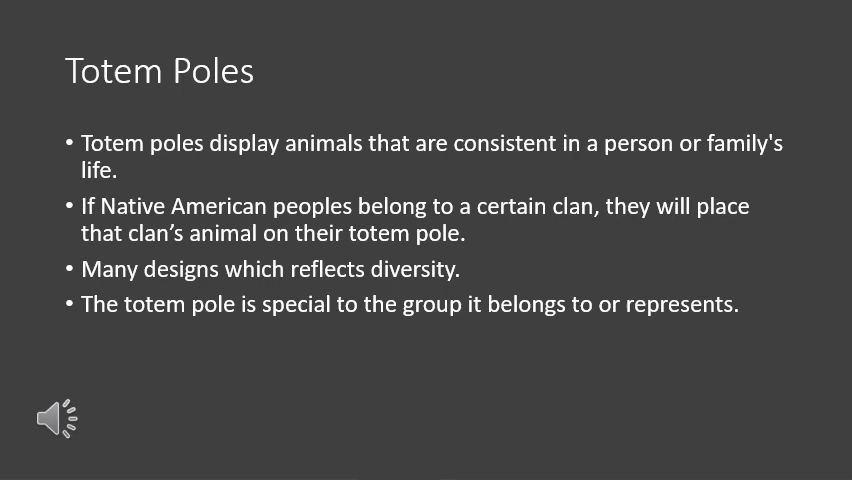 Totem Poles
• Totem poles display animals that are consistent in a person or family's
life.
• If Native American peoples belong to a certain clan, they will place
that clan’s animal on their totem pole.
• Many designs which reflects diversity.
• The totem pole is special to the group it belongs to or represents.